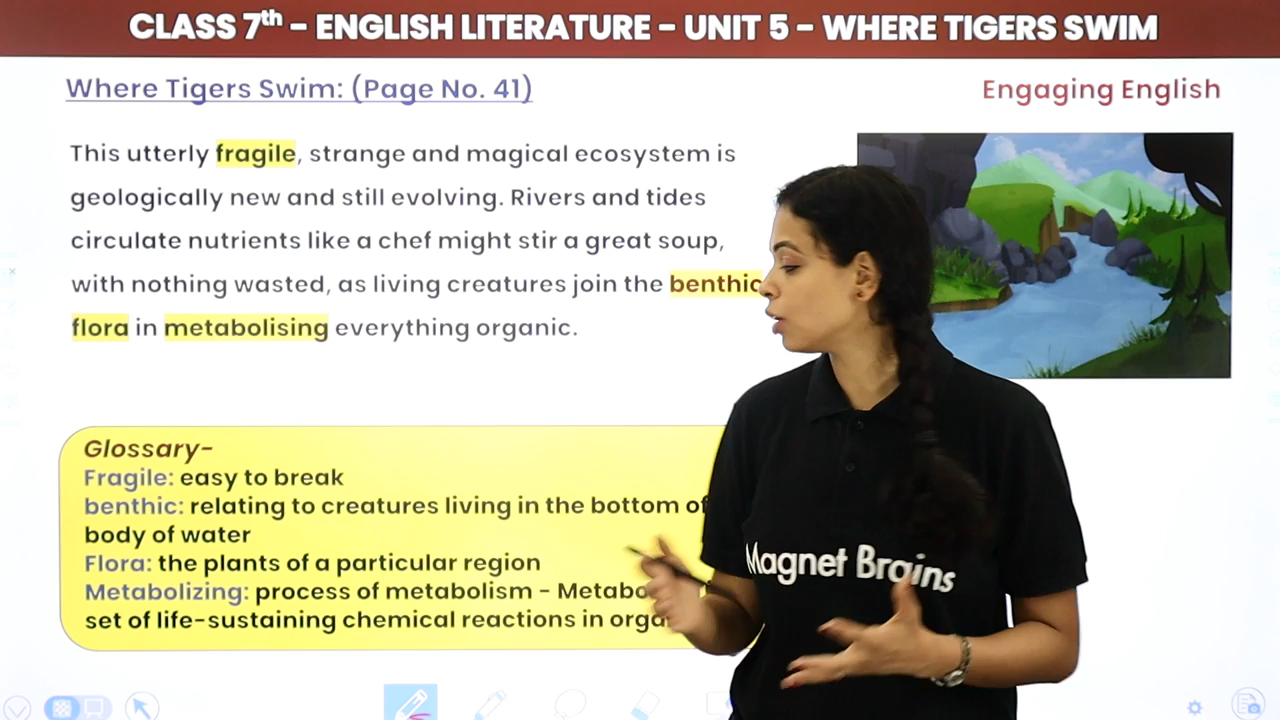 CLASS 7th – ENGLISH LITERATURE – UNIT 5 – WHERE TIGERS SWIM
Where Tigers Swim: (Page No. 41)
Engaging English
This utterly fragile, strange and magical ecosystem is
geologically new and still evolving. Rivers and tides
circulate nutrients like a chef might stir a great soup,
with nothing wasted, as living creatures join the benthic
flora in metabolising everything organic.
Glossary-
Fragile: easy to break
benthic: relating to creatures living in the bottom of
body of water
Flora: the plants of a particular region
Metabolizing: process of metabolism –
set of life-sustaining chemical reactions in
Magnet Brains